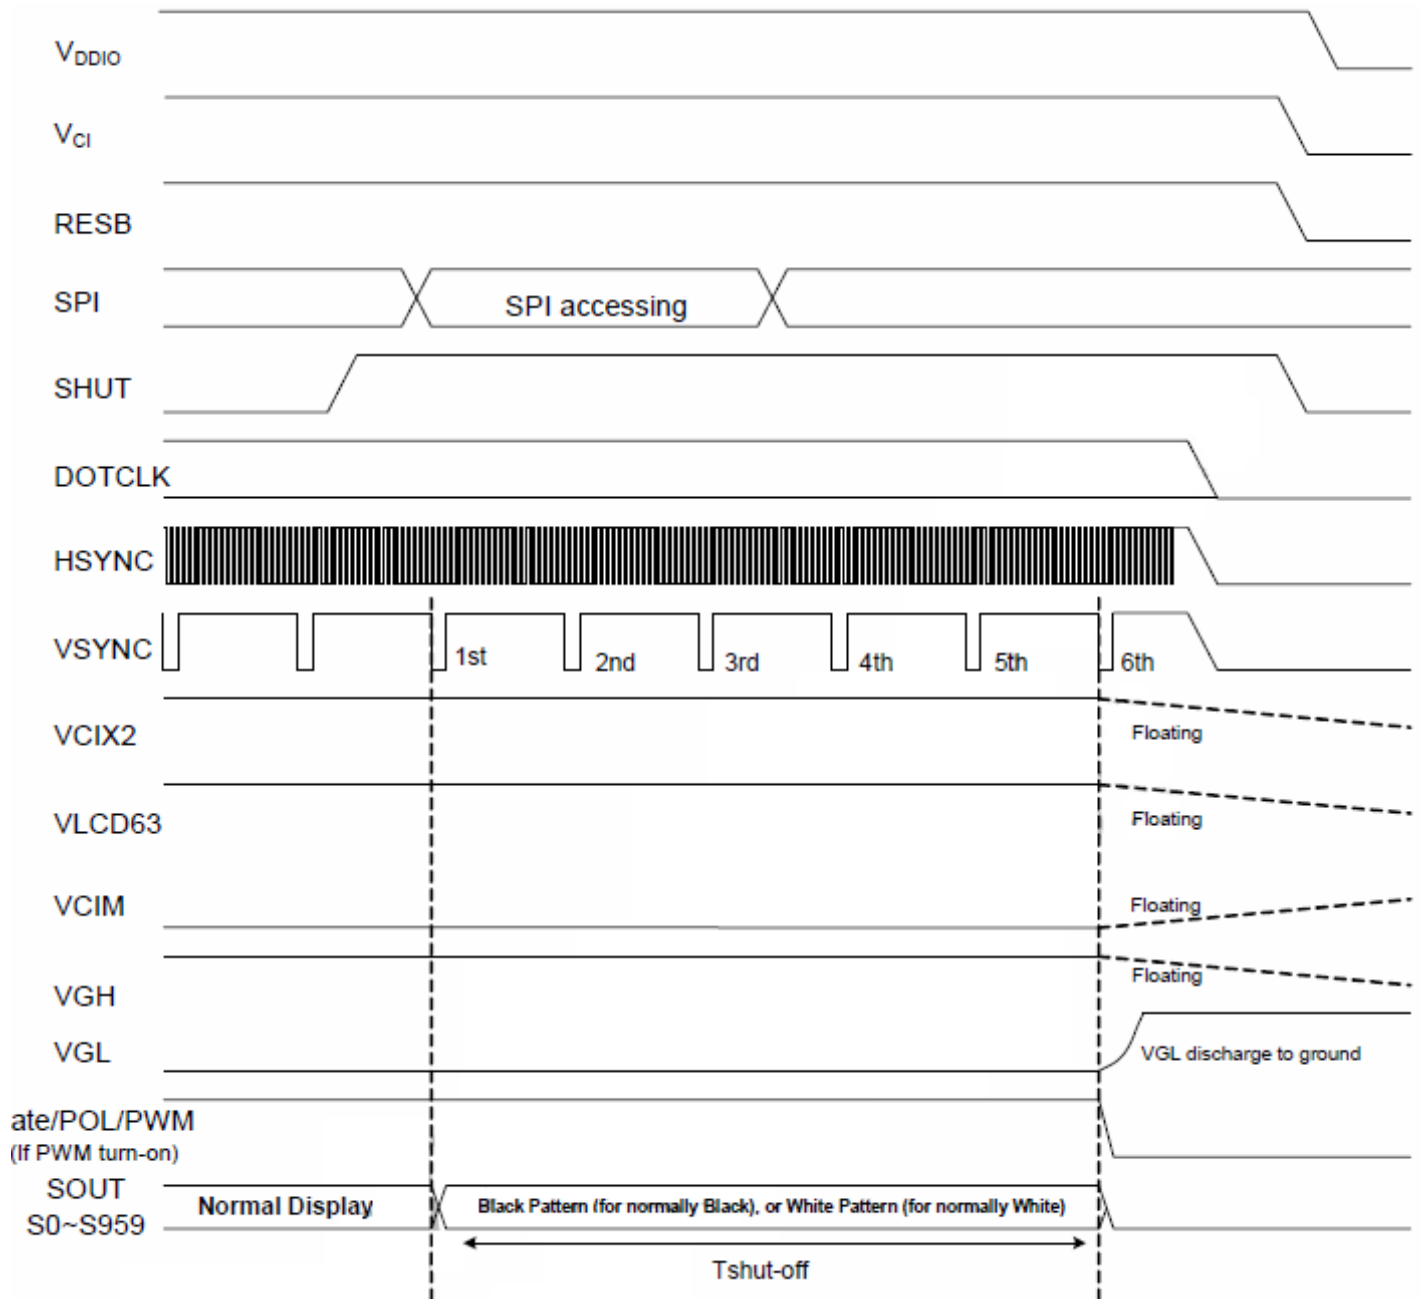 VDDIO
VCI
RESB
SPI
SPI accessing
SHUT
DOTCLK
HSYNC
VSYNC
1st
2nd
3rd
4th
5th
6th
VCIX2
Floating
VLCD63
Floating
VCIM
Floating
VGH
Floating
VGL
VGL discharge to ground
ate/POL/PWM
(If PWM turn-on)
SOUT
S0~S959
Normal Display
Black Pattern (for normally Black), or White Pattern (for normally White)
Tshut-off